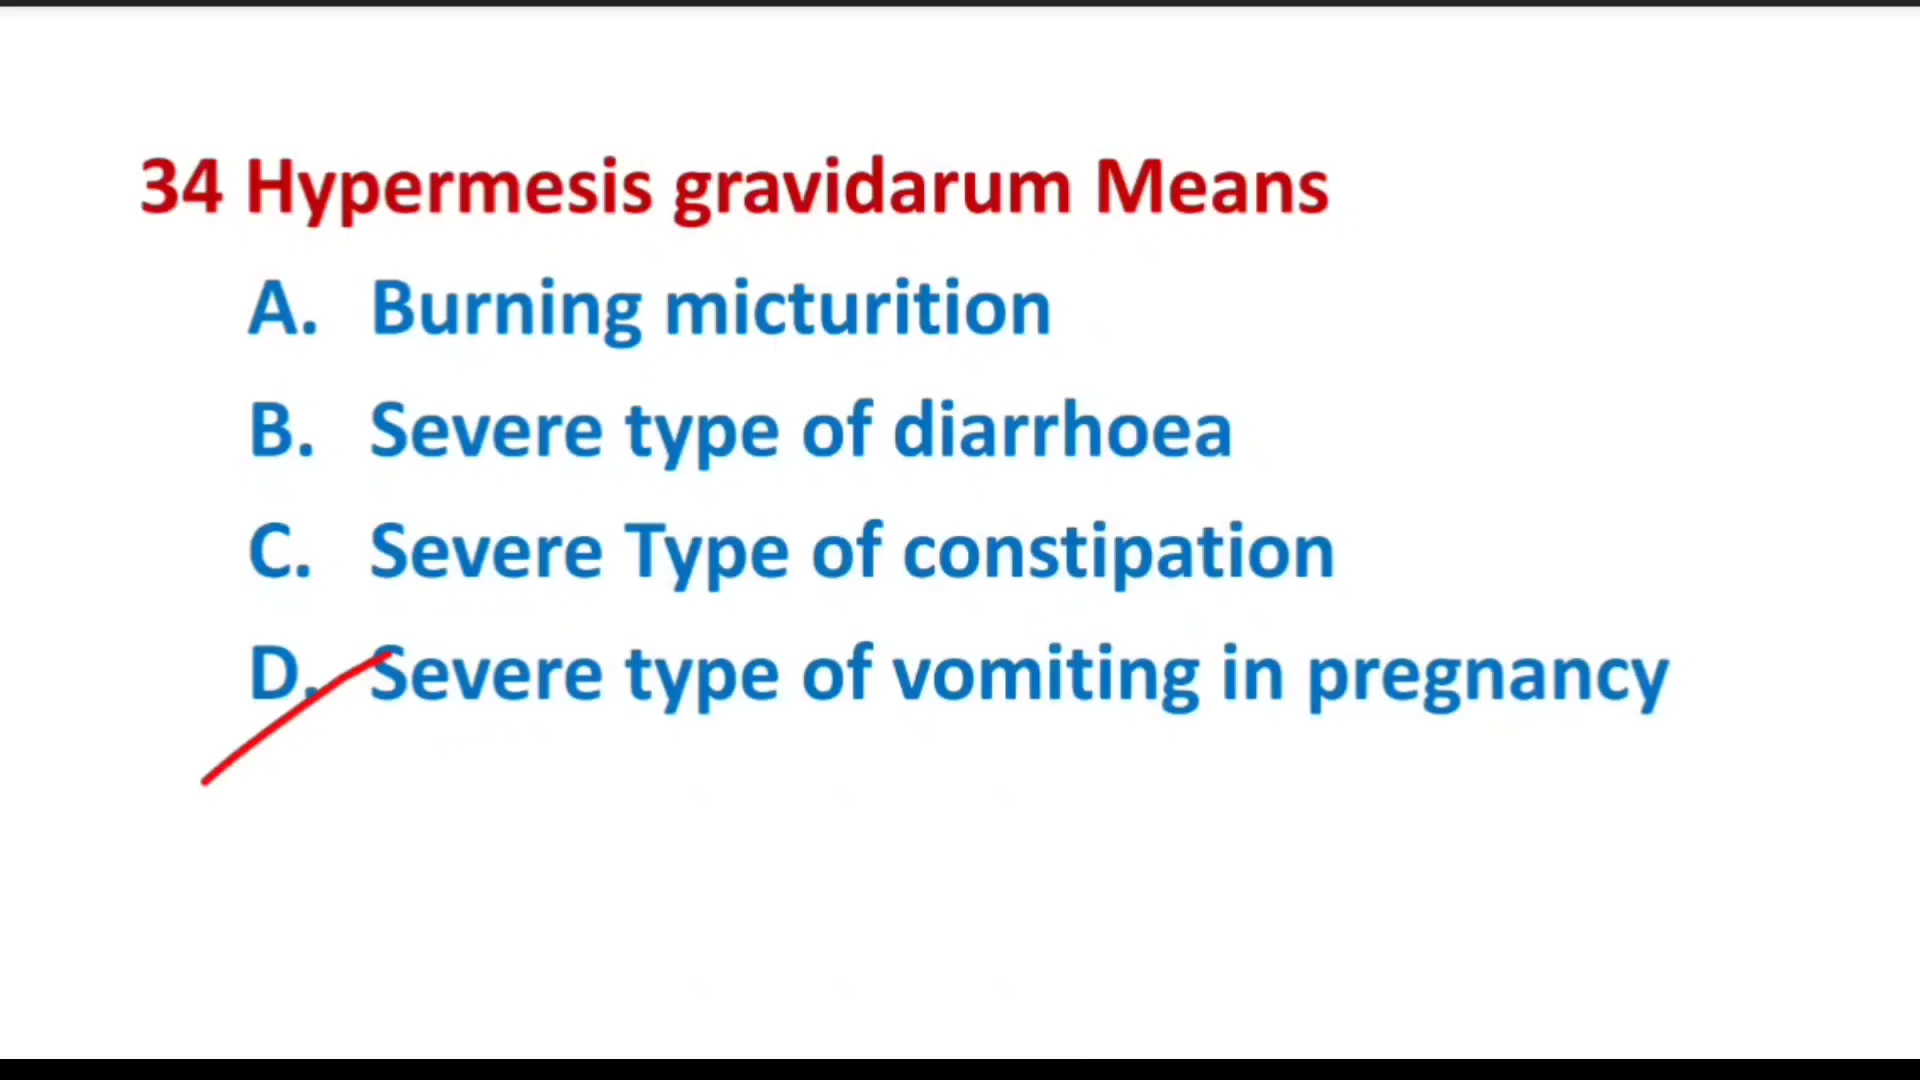 34 Hypermesis gravidarum Means
A. Burning micturition
B. Severe type of diarrhoea
C. Severe Type of constipation
D. Severe type of vomiting in pregnancy